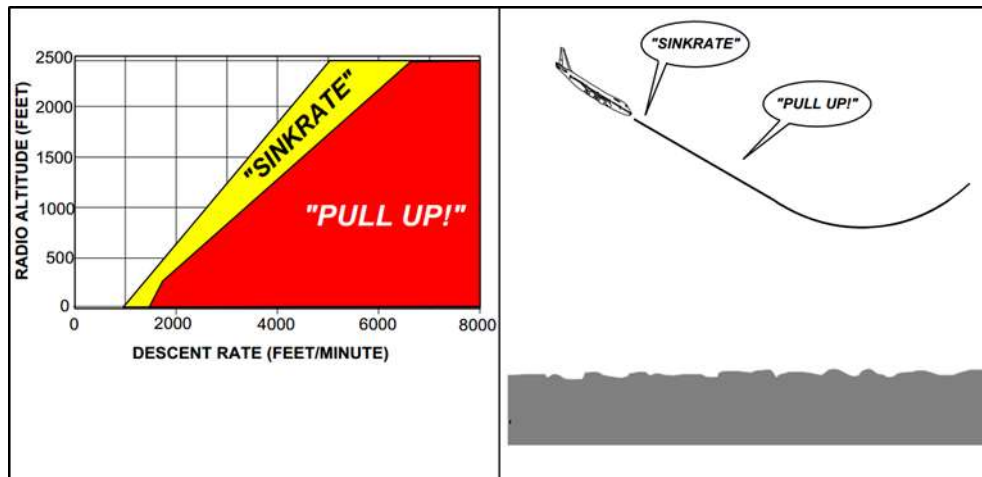 RADIO ALTITUDE (FEET)
2500
2000
1500
1000
500
0
"SINKRATE"
"PULL UP!"
0
2000
4000
6000
8000
DESCENT RATE (FEET/MINUTE)
"SINKRATE"
"PULL UP!"